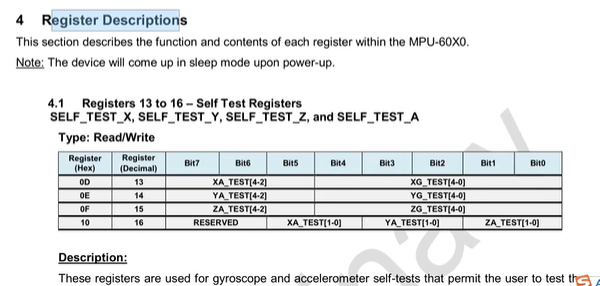 4 Register Descriptions
This section describes the function and contents of each register within the MPU-60X0.
Note: The device will come up in sleep mode upon power-up.
4.1 Registers 13 to 16 – Self Test Registers
SELF_TEST_X, SELF_TEST_Y, SELF_TEST_Z, and SELF_TEST_A
Type: Read/Write
Register (Hex) Register (Decimal) Bit7 Bit6 Bit5 Bit4 Bit3 Bit2 Bit1 Bit0
0D 13 XA_TEST[4-2] XG_TEST[4-0]
0E 14 YA_TEST[4-2] YG_TEST[4-0]
0F 15 ZA_TEST[4-2] ZG_TEST[4-0]
10 16 RESERVED XA_TEST[1-0] YA_TEST[1-0] ZA_TEST[1-0]
Description:
These registers are used for gyroscope and accelerometer self-tests that permit the user to test